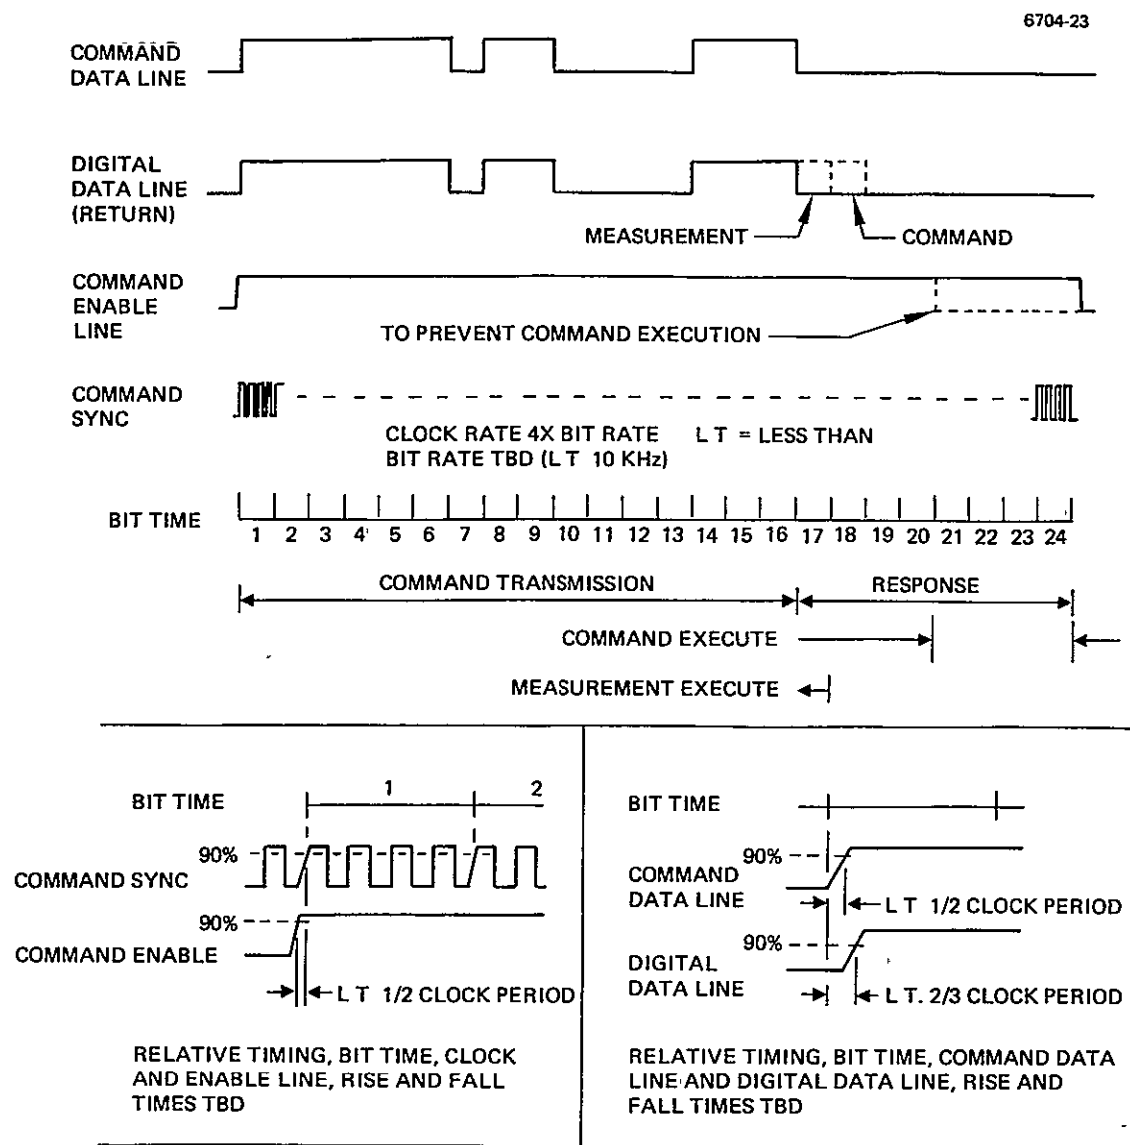 6704-23
COMMAND
DATA LINE
DIGITAL
DATA LINE
(RETURN)
MEASUREMENT
COMMAND
COMMAND
ENABLE
LINE
TO PREVENT COMMAND EXECUTION
COMMAND
SYNC
CLOCK RATE 4X BIT RATE L T = LESS THAN
BIT RATE TBD (L T 10 KHz)
BIT TIME
1 2 3 4 5 6 7 8 9 10 11 12 13 14 15 16 17 18 19 20 21 22 23 24
COMMAND TRANSMISSION
RESPONSE
COMMAND EXECUTE
MEASUREMENT EXECUTE
BIT TIME
1
2
90%
COMMAND SYNC
90%
COMMAND ENABLE
L T 1/2 CLOCK PERIOD
RELATIVE TIMING, BIT TIME, CLOCK
AND ENABLE LINE, RISE AND FALL
TIMES TBD
BIT TIME
90%
COMMAND
DATA LINE
L T 1/2 CLOCK PERIOD
90%
DIGITAL
DATA LINE
L T. 2/3 CLOCK PERIOD
RELATIVE TIMING, BIT TIME, COMMAND DATA
LINE AND DIGITAL DATA LINE, RISE AND
FALL TIMES TBD